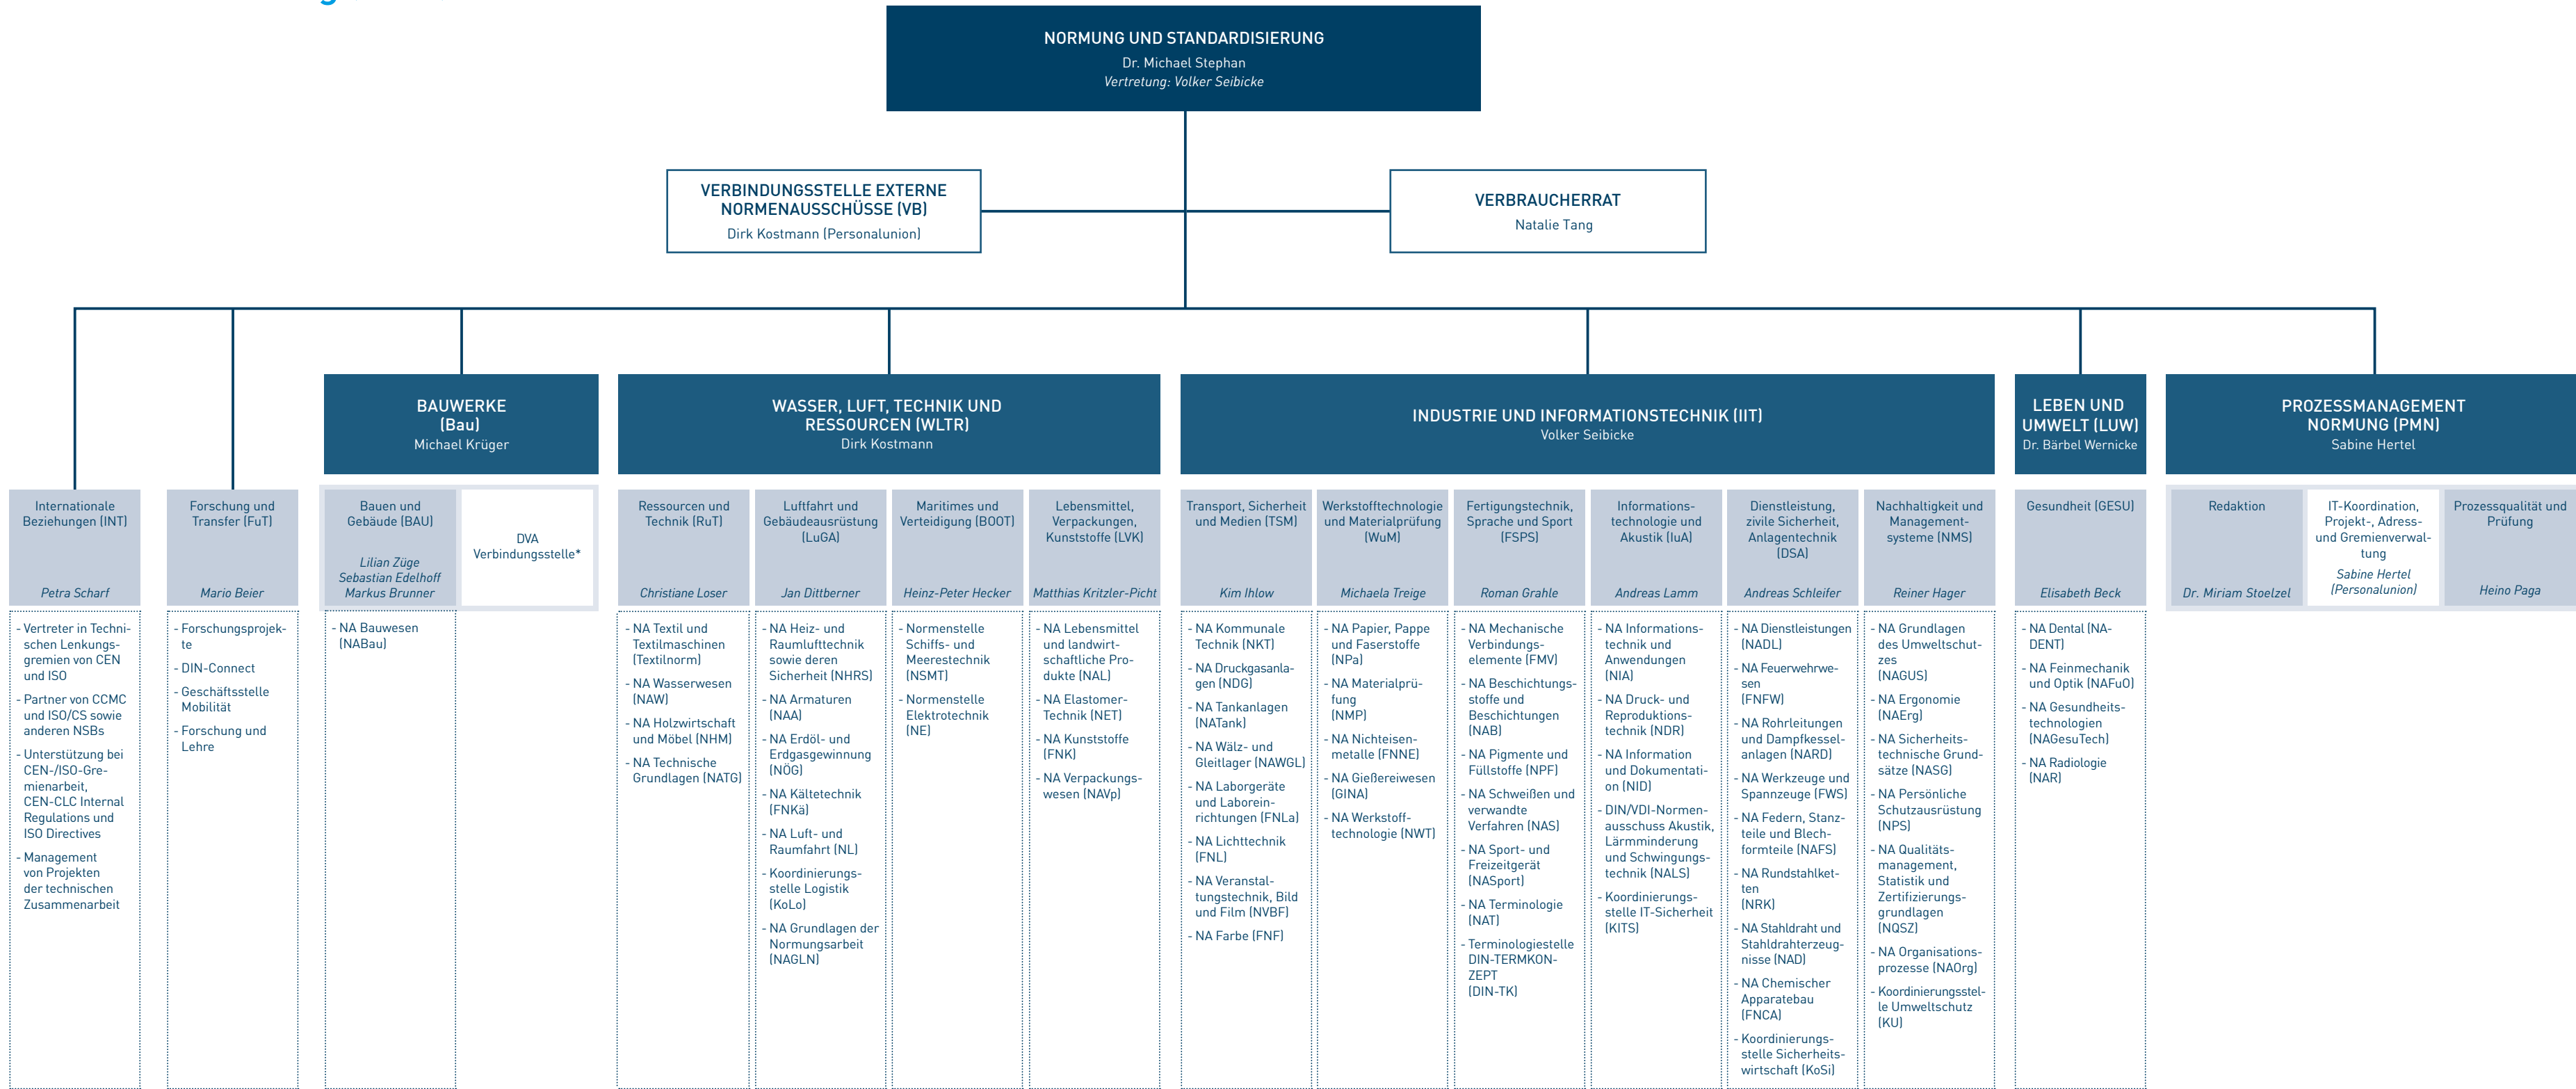 NORMUNG UND STANDARDISIERUNG
Dr. Michael Stephan
Vertretung: Volker Seibicke
VERBINDUNGSSTELLE EXTERNE
NORMENAUSSCHÜSSE (VB)
Dirk Kostmann (Personalunion)
VERBRAUCHERRAT
Natalie Tang
BAUWERKE
(Bau)
Michael Krüger
WASSER, LUFT, TECHNIK UND
RESSOURCEN (WLTR)
Dirk Kostmann
INDUSTRIE UND INFORMATIONSTECHNIK (IIT)
Volker Seibicke
LEBEN UND
UMWELT (LUW)
Dr. Bärbel Wernicke
PROZESSMANAGEMENT
NORMUNG (PMN)
Sabine Hertel
Internationale
Beziehungen (INT)
Petra Scharf
- Vertreter in Techni-
schen Lenkungs-
gremien von CEN
und ISO
- Partner von CCMC
und ISO/CS sowie
anderen NSBs
- Unterstützung bei
CEN-/ISO-Gre-
mienarbeit,
CEN-CLC Internal
Regulations und
ISO Directives
- Management
von Projekten
der technischen
Zusammenarbeit
Forschung und
Transfer (FuT)
Mario Beier
- Forschungsprojek-
te
- DIN-Connect
- Geschäftsstelle
Mobilität
- Forschung und
Lehre
Bauen und
Gebäude (BAU)
Lilian Züge
Sebastian Edelhoff
Markus Brunner
- NA Bauwesen
(NABau)
DVA
Verbindungsstelle*
Ressourcen und
Technik (RuT)
Christiane Loser
- NA Textil und
Textilmaschinen
(Textilnorm)
- NA Wasserwesen
(NAW)
- NA Holzwirtschaft
und Möbel (NHM)
- NA Technische
Grundlagen (NATG)
Luftfahrt und
Gebäudeausrüstung
(LuGA)
Jan Dittberner
- NA Heiz- und
Raumlufttechnik
sowie deren
Sicherheit (NHRS)
- NA Armaturen
(NAA)
- NA Erdöl- und
Erdgasgewinnung
(NÖG)
- NA Kältetechnik
(FNKä)
- NA Luft- und
Raumfahrt (NL)
- Koordinierungs-
stelle Logistik
(KoLo)
- NA Grundlagen der
Normungsarbeit
(NAGLN)
Maritimes und
Verteidigung (BOOT)
Heinz-Peter Hecker
- Normenstelle
Schiffs- und
Meerestechnik
(NSMT)
- Normenstelle
Elektrotechnik
(NE)
Lebensmittel,
Verpackungen,
Kunststoffe (LVK)
Matthias Kritzler-Picht
- NA Lebensmittel
und landwirt-
schaftliche Pro-
dukte (NAL)
- NA Elastomer-
Technik (NET)
- NA Kunststoffe
(FNK)
- NA Verpackungs-
wesen (NAVp)
Transport, Sicherheit
und Medien (TSM)
Kim Ihlow
- NA Kommunale
Technik (NKT)
- NA Druckgasanla-
gen (NDG)
- NA Tankanlagen
(NATank)
- NA Wälz- und
Gleitlager (NAWGL)
- NA Laborgeräte
und Laborein-
richtungen (FNLa)
- NA Lichttechnik
(FNL)
- NA Veranstal-
tungstechnik, Bild
und Film (NVBF)
- NA Farbe (FNF)
Werkstofftechnologie
und Materialprüfung
(WuM)
Michaela Treige
- NA Papier, Pappe
und Faserstoffe
(NPa)
- NA Materialprü-
fung
(NMP)
- NA Nichteisen-
metalle (FNNE)
- NA Gießereiwesen
(GINA)
- NA Werkstoff-
technologie (NWT)
Fertigungstechnik,
Sprache und Sport
(FSPS)
Roman Grahle
- NA Mechanische
Verbindungs-
elemente (FMV)
- NA Beschichtungs-
stoffe und
Beschichtungen
(NAB)
- NA Pigmente und
Füllstoffe (NPF)
- NA Schweißen und
verwandte
Verfahren (NAS)
- NA Sport- und
Freizeitgerät
(NASport)
- NA Terminologie
(NAT)
- Terminologiestelle
DIN-TERMKON-
ZEPT
(DIN-TK)
Informations-
technologie und
Akustik (IuA)
Andreas Lamm
- NA Informations-
technik und
Anwendungen
(NIA)
- NA Druck- und
Reproduktions-
technik (NDR)
- NA Information
und Dokumentati-
on (NID)
- DIN/VDI-Normen-
ausschuss Akustik,
Lärmminderung
und Schwingungs-
technik (NALS)
- Koordinierungs-
stelle IT-Sicherheit
(KITS)
Dienstleistung,
zivile Sicherheit,
Anlagentechnik
(DSA)
Andreas Schleifer
- NA Dienstleistungen
(NADL)
- NA Feuerwehrwe-
sen
(FNFW)
- NA Rohrleitungen
und Dampfkessel-
anlagen (NARD)
- NA Werkzeuge und
Spannzeuge (FWS)
- NA Federn, Stanz-
teile und Blech-
formteile (NAFS)
- NA Rundstahlket-
ten
(NRK)
- NA Stahldraht und
Stahldrahterzeug-
nisse (NAD)
- NA Chemischer
Apparatebau
(FNCA)
- Koordinierungs-
stelle Sicherheits-
wirtschaft (KoSi)
Nachhaltigkeit und
Management-
systeme (NMS)
Reiner Hager
- NA Grundlagen
des Umweltschut-
zes
(NAGUS)
- NA Ergonomie
(NAErg)
- NA Sicherheits-
technische Grund-
sätze (NASG)
- NA Persönliche
Schutzausrüstung
(NPS)
- NA Qualitäts-
management,
Statistik und
Zertifizierungs-
grundlagen
(NQSZ)
- NA Organisations-
prozesse (NAOrg)
- Koordinierungsstel-
le Umweltschutz
(KU)
Gesundheit (GESU)
Elisabeth Beck
- NA Dental (NA-
DENT)
- NA Feinmechanik
und Optik (NAFuO)
- NA Gesundheits-
technologien
(NAGesuTech)
- NA Radiologie
(NAR)
Redaktion
Dr. Miriam Stoelzel
IT-Koordination,
Projekt-, Adress-
und Gremienverwal-
tung
Sabine Hertel
(Personalunion)
Prozessqualität und
Prüfung
Heino Paga